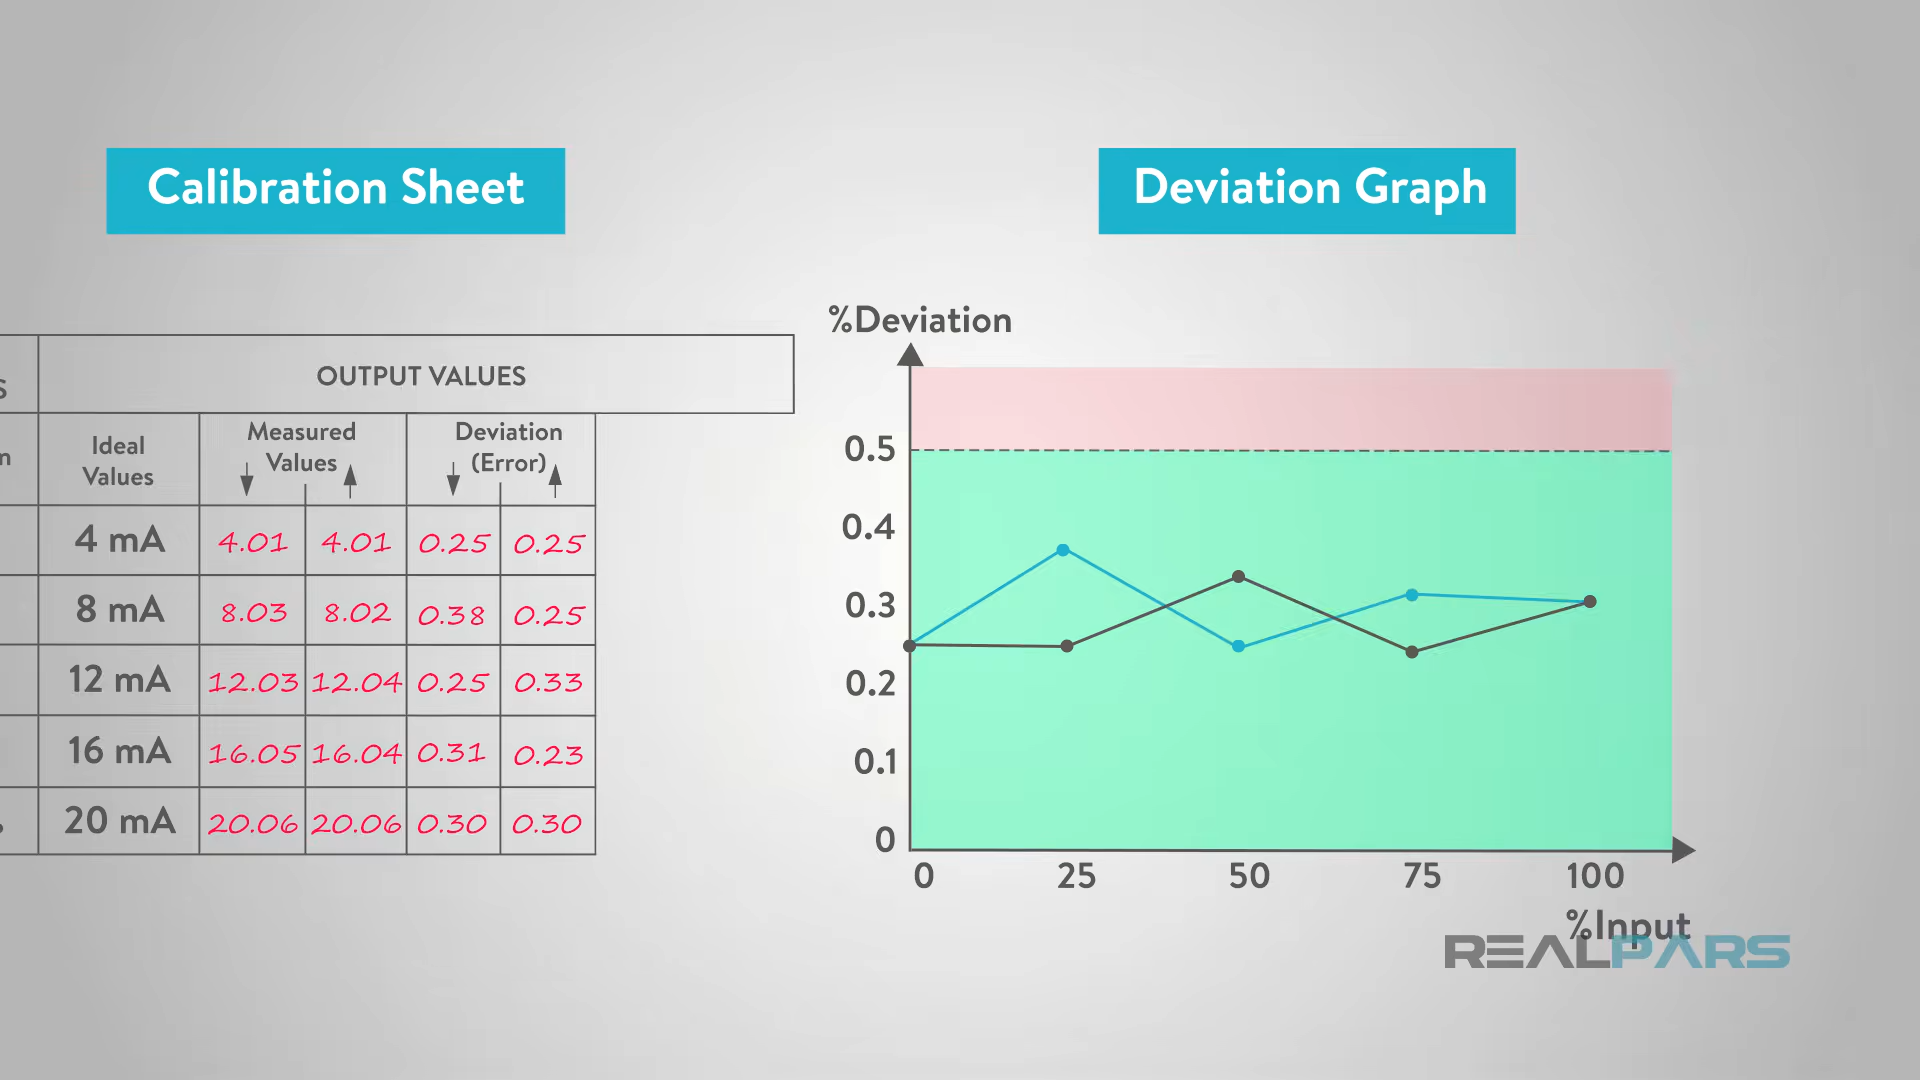 Calibration Sheet
Deviation Graph
OUTPUT VALUES
Ideal Values
Measured Values
Deviation (Error)
4 mA 4.01 4.01 0.25 0.25
8 mA 8.03 8.02 0.38 0.25
12 mA 12.03 12.04 0.25 0.33
16 mA 16.05 16.04 0.31 0.23
20 mA 20.06 20.06 0.30 0.30
%Deviation
0.5
0.4
0.3
0.2
0.1
0
0 25 50 75 100
%Input
REALPARS